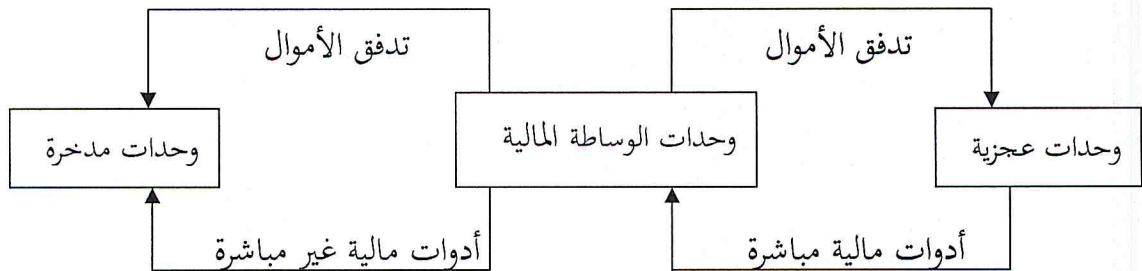 تدفق الأموال
تدفق الأموال
وحدات عجزية
وحدات الوساطة المالية
وحدات مدخرة
أدوات مالية مباشرة
أدوات مالية غير مباشرة